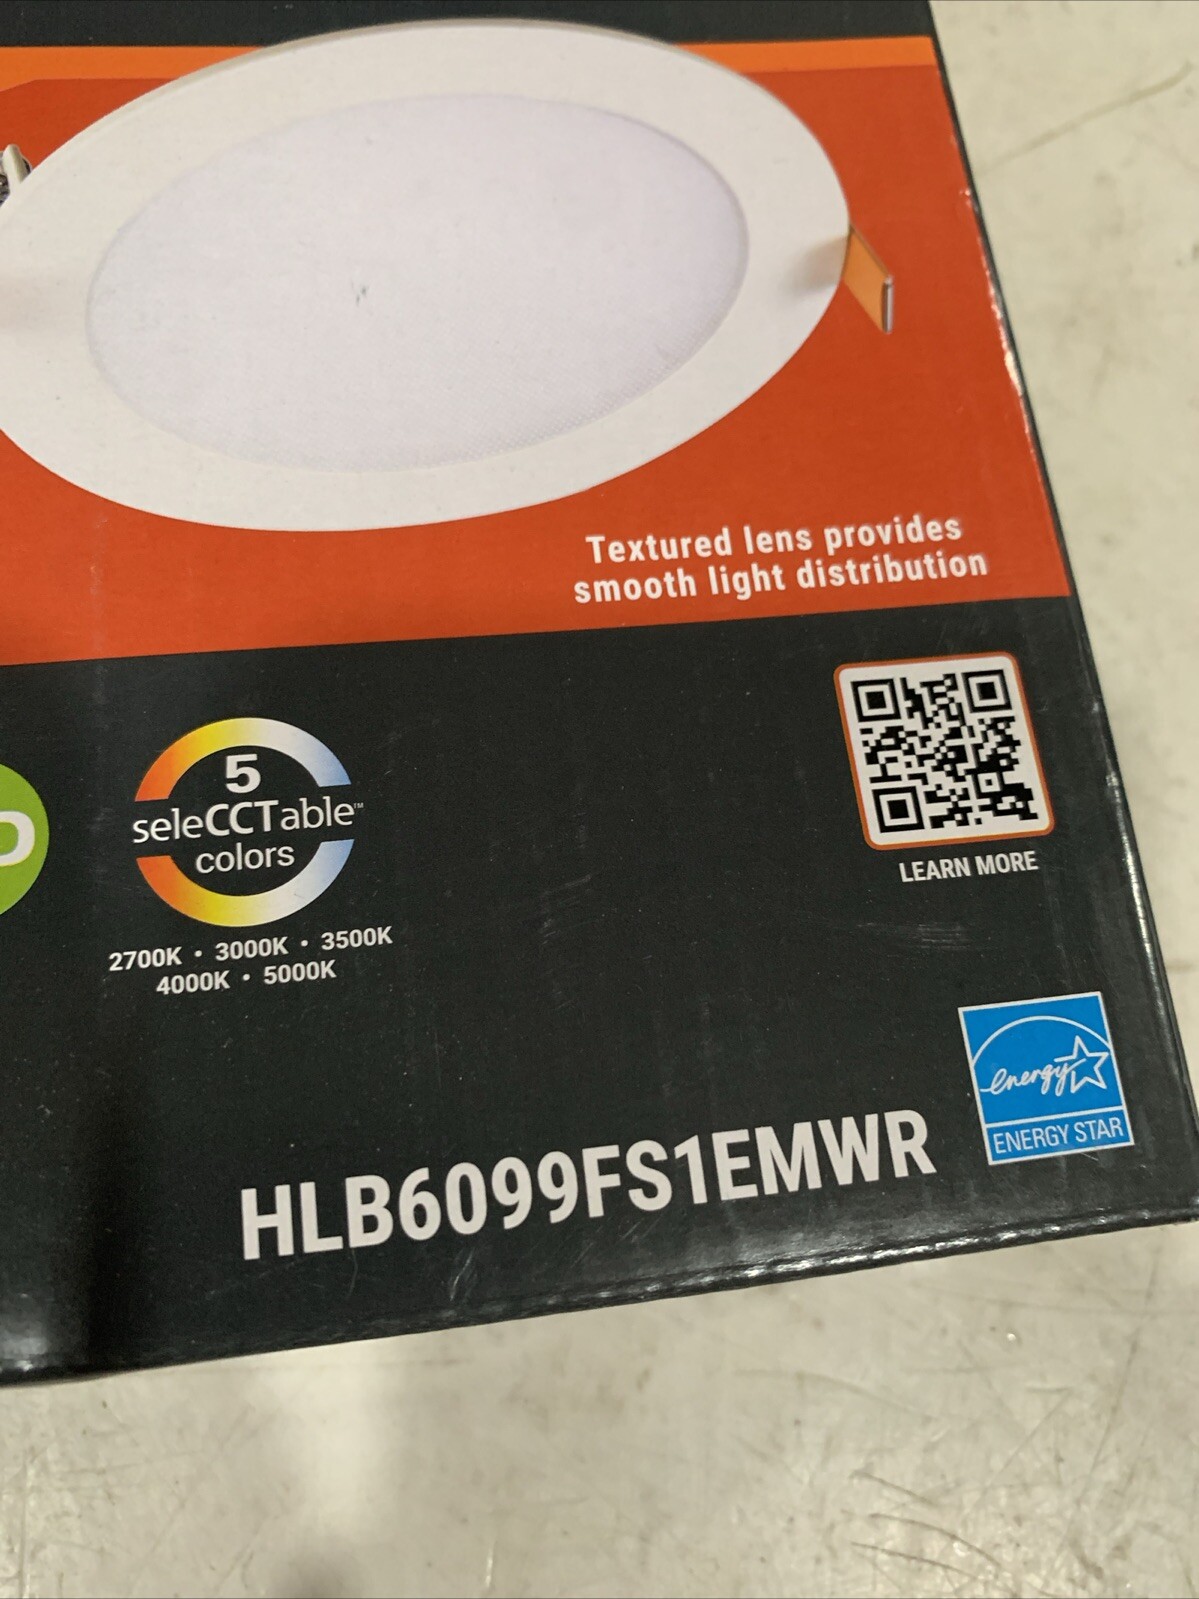 Textured lens provides
smooth light distribution
5
seleCCTable™
colors
2700K • 3000K • 3500K
4000K • 5000K
LEARN MORE
energy
ENERGY STAR
HLB6099FS1EMWR